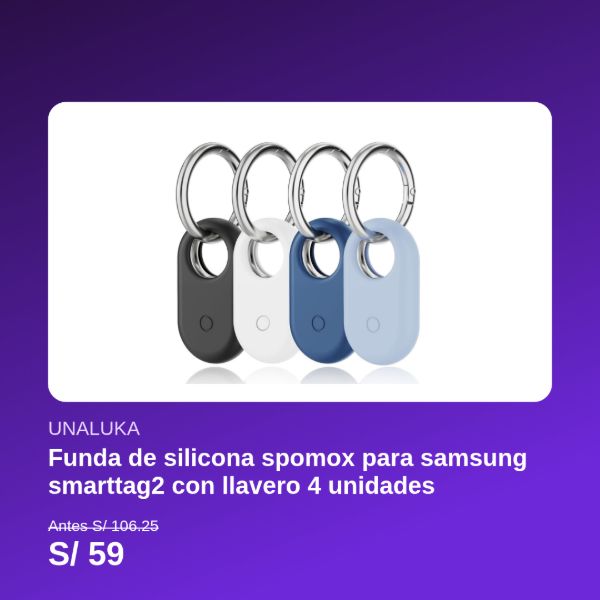 UNALUKA
Funda de silicona spomox para samsung
smarttag2 con llavero 4 unidades
Antes S/ 106.25
S/ 59